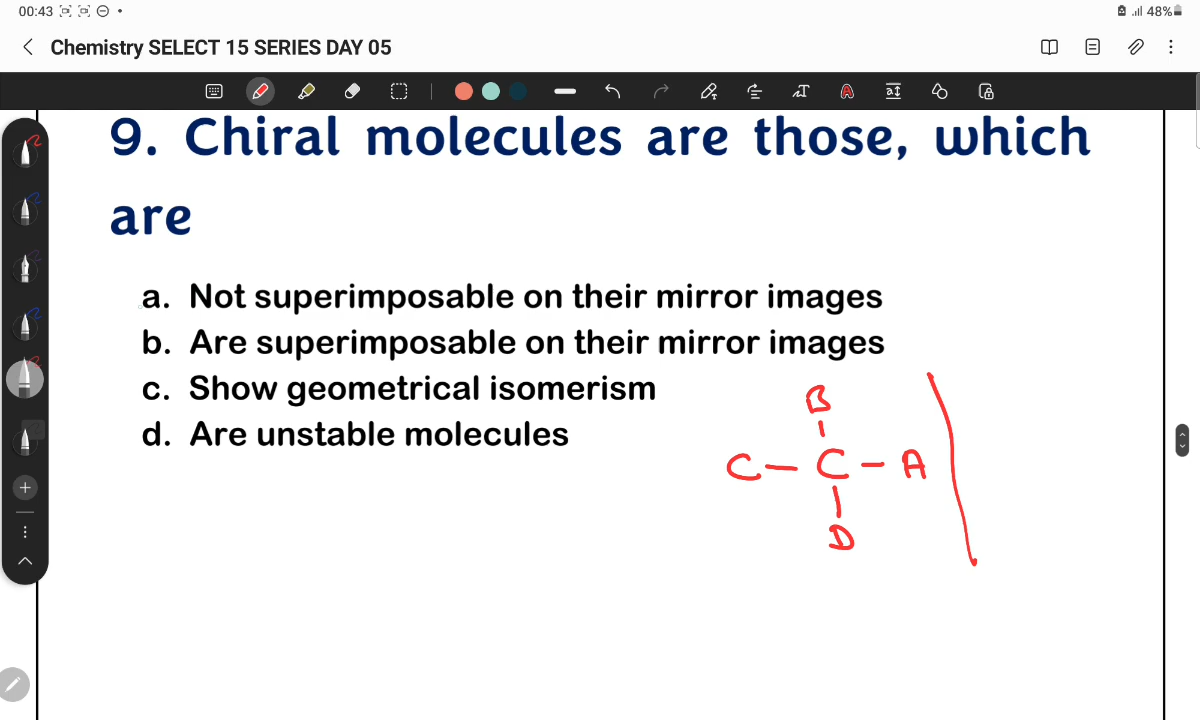 00:43 48%
Chemistry SELECT 15 SERIES DAY 05
9. Chiral molecules are those, which
are
a. Not superimposable on their mirror images
b. Are superimposable on their mirror images
c. Show geometrical isomerism
d. Are unstable molecules
B
C – C – A
D